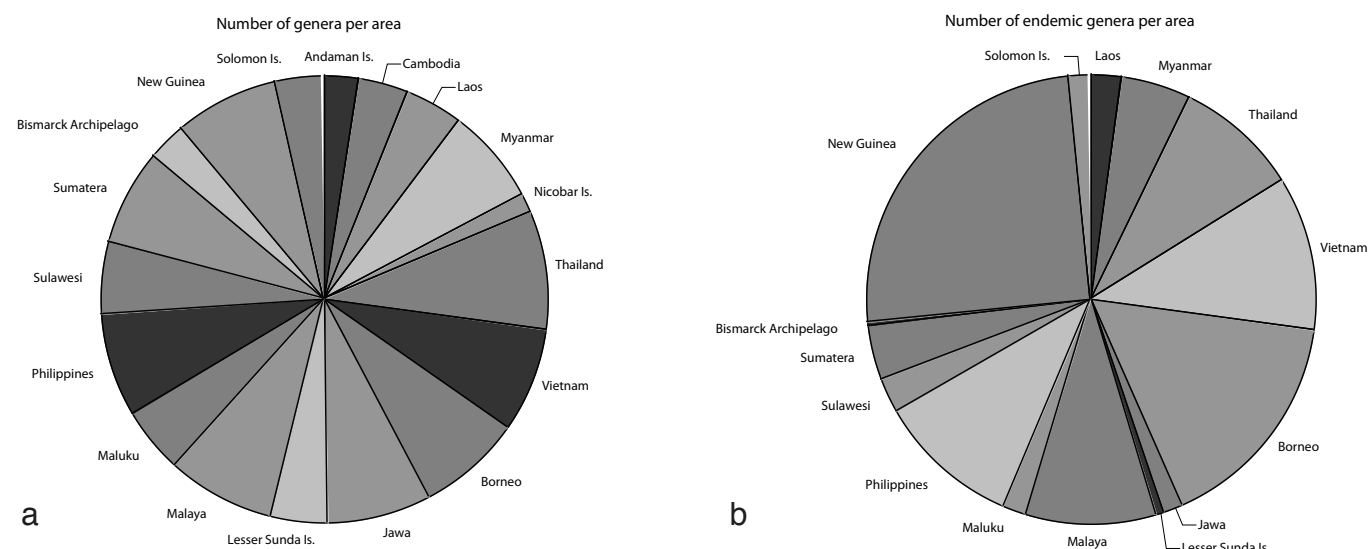 Number of genera per area
Solomon Is.
Andaman Is.
Cambodia
Laos
New Guinea
Myanmar
Bismarck Archipelago
Nicobar Is.
Sumatera
Thailand
Sulawesi
Philippines
Vietnam
Maluku
Borneo
Malaya
Lesser Sunda Is.
Jawa
a
Number of endemic genera per area
Solomon Is.
Laos
Myanmar
Thailand
New Guinea
Vietnam
Bismarck Archipelago
Sumatera
Sulawesi
Borneo
Philippines
Maluku
Jawa
Malaya
Lesser Sunda Is.
b